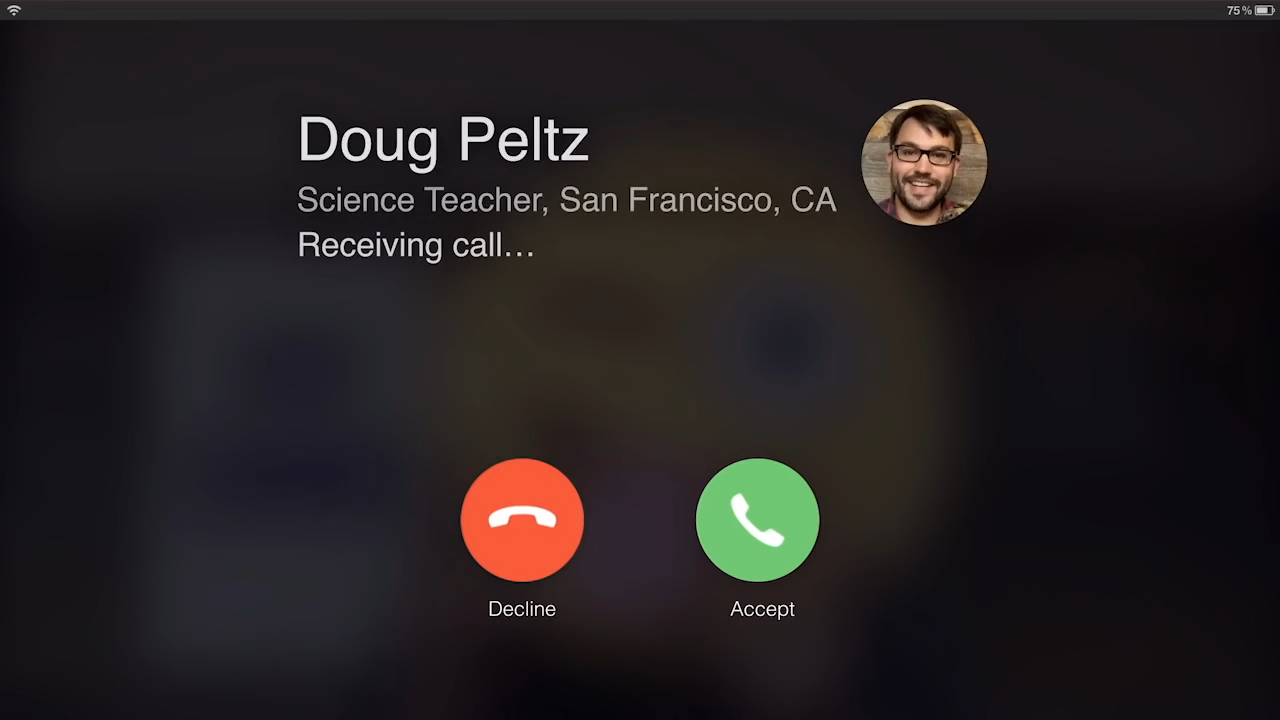 75 %
Doug Peltz
Science Teacher, San Francisco, CA
Receiving call…
Decline
Accept